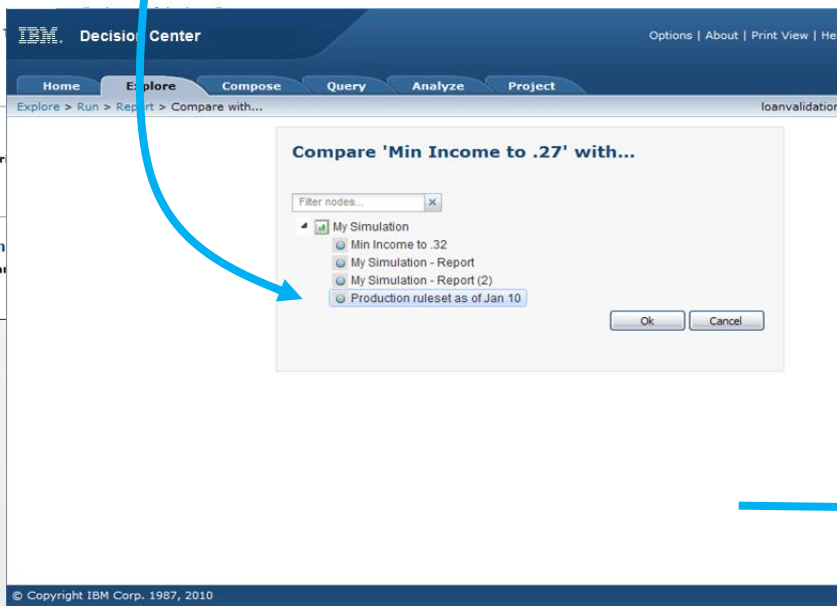 IBM. Decision Center
Options | About | Print View | He
Home Explore Compose Query Analyze Project
Explore > Run > Report > Compare with...
loanvalidation
Compare 'Min Income to .27' with...
Filter nodes...
My Simulation
Min Income to .32
My Simulation - Report
My Simulation - Report (2)
Production ruleset as of Jan 10
Ok Cancel
© Copyright IBM Corp. 1987, 2010